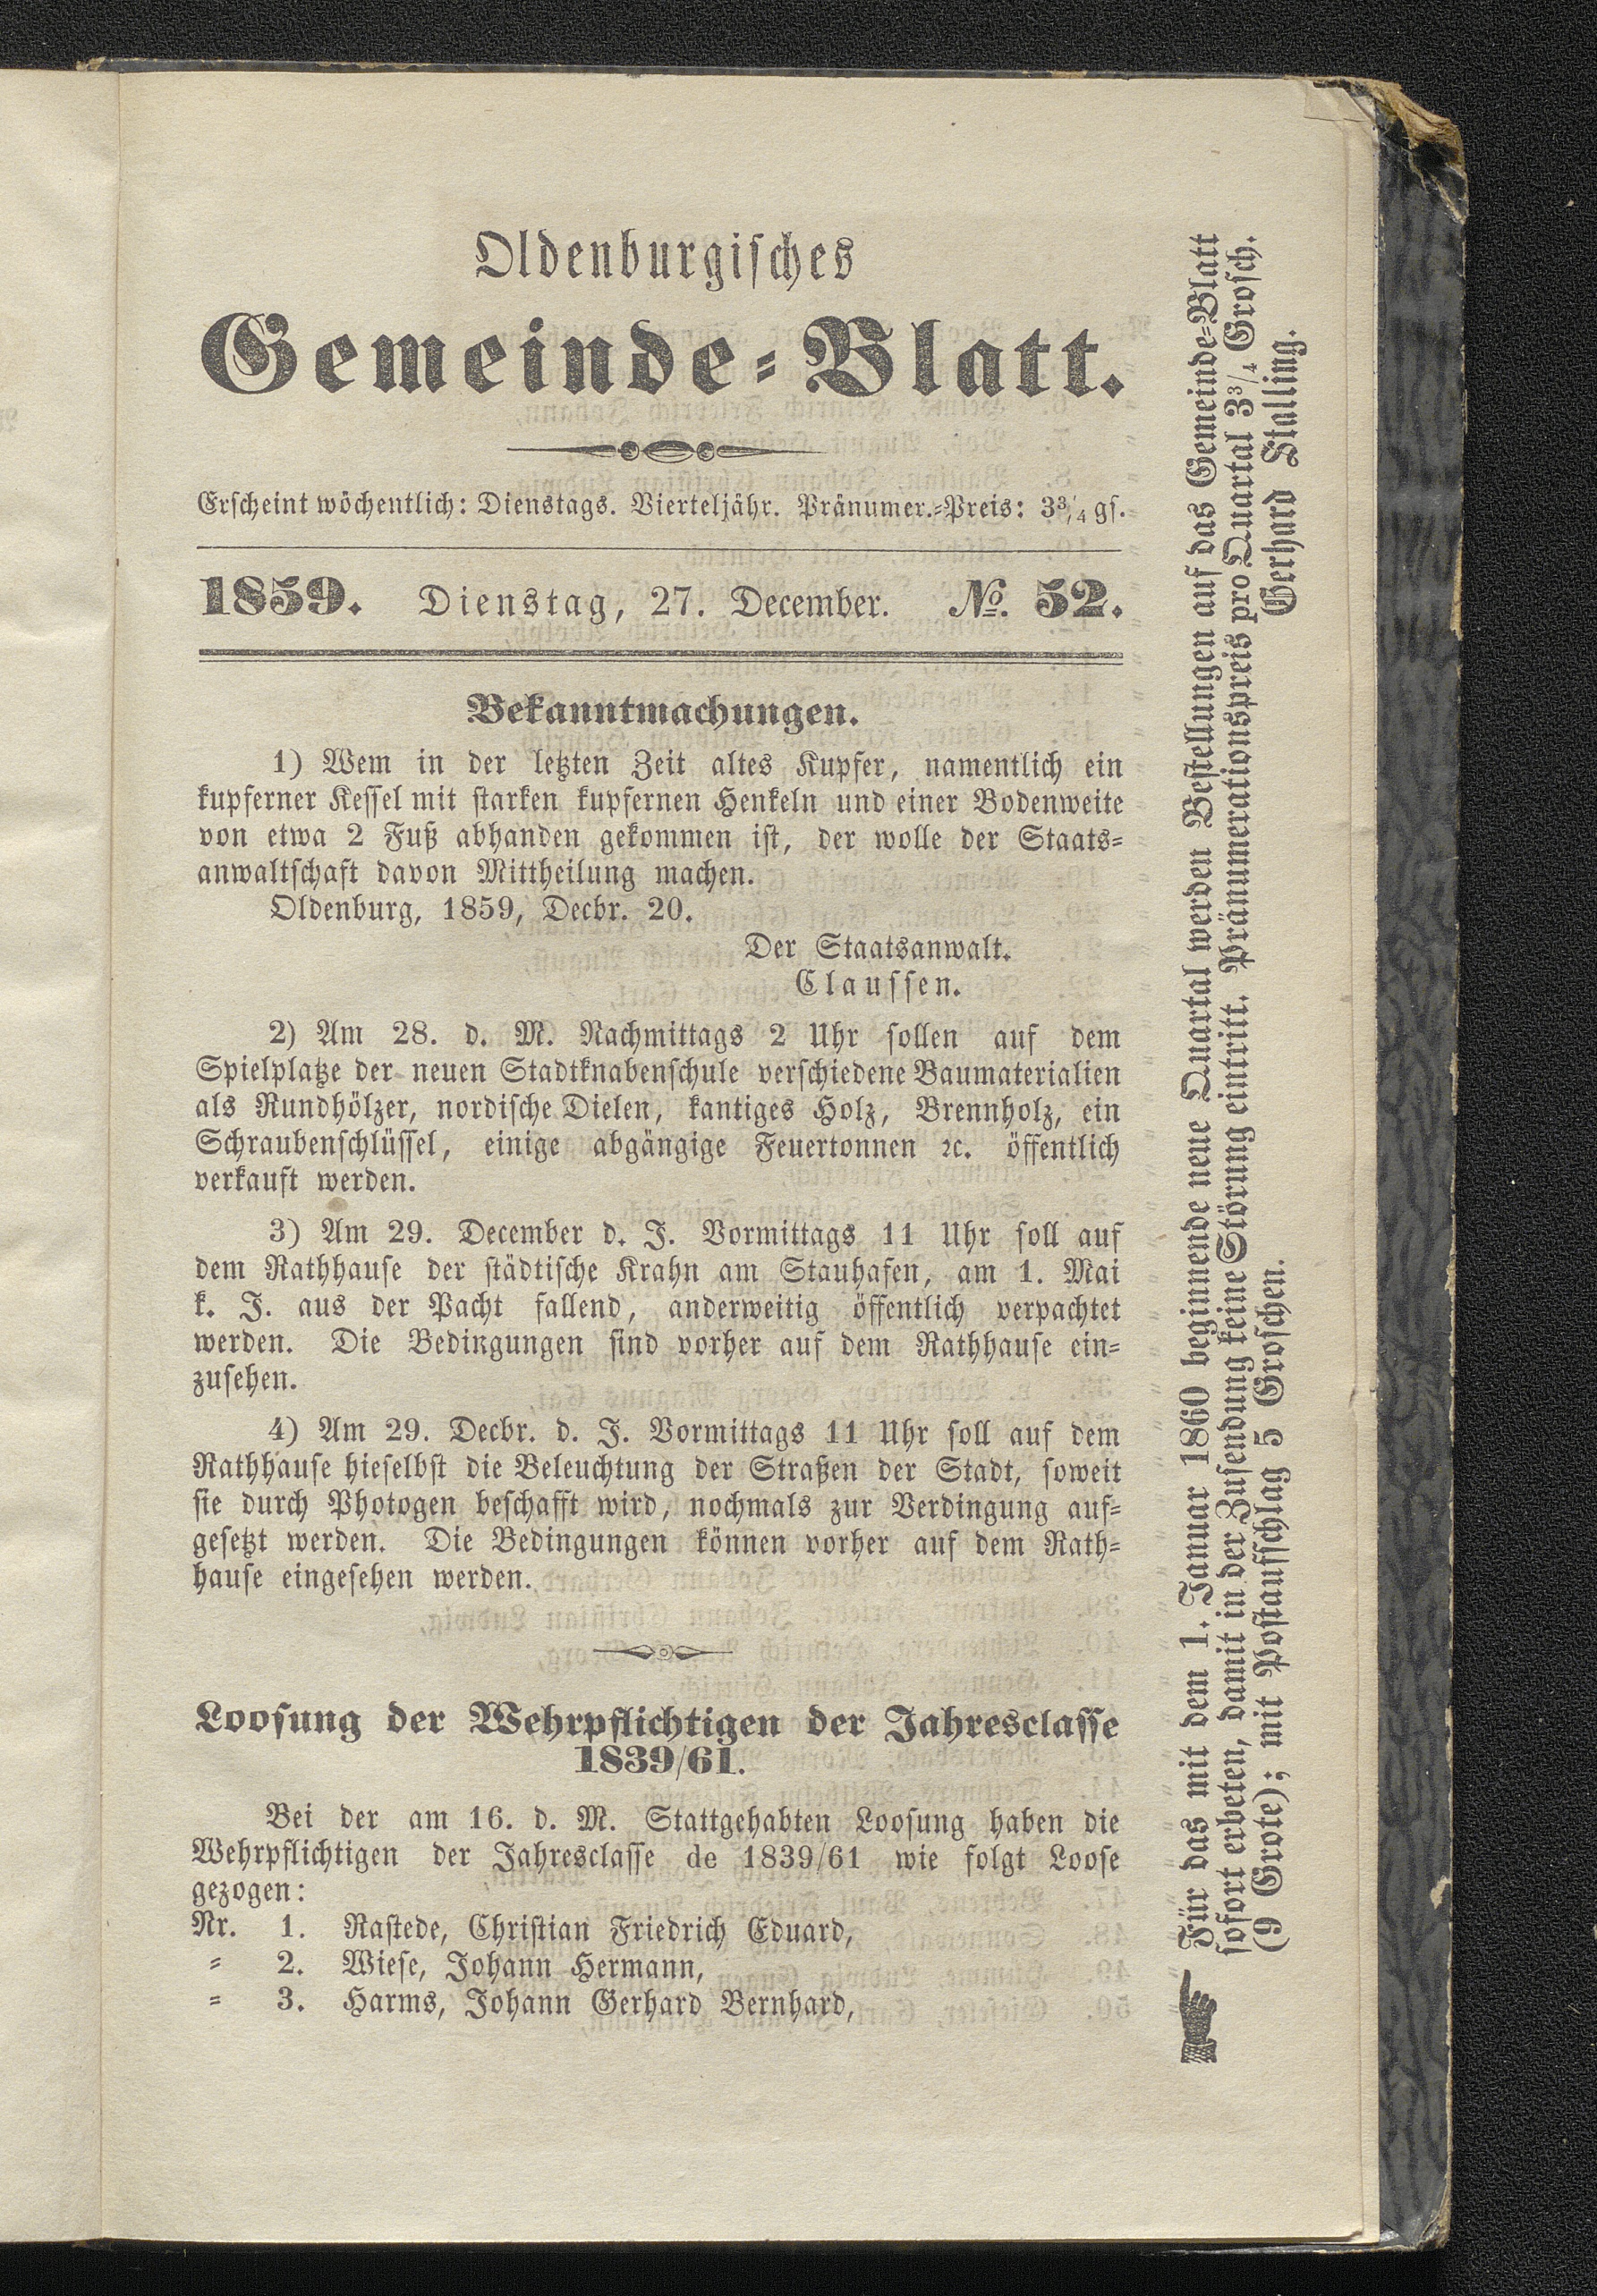 Oldenburgisches
Gemeinde-Blatt.
Erscheint wöchentlich: Dienstags. Vierteljähr. Pränumer.-Preis: 3¾ gs.
1859. Dienstag, 27. December. No. 52.
Bekanntmachungen.
1) Wem in der letzten Zeit altes Kupfer, namentlich ein
kupferner Kessel mit starken kupfernen Henkeln und einer Bodenweite
von etwa 2 Fuß abhanden gekommen ist, der wolle der Staats-
anwaltschaft davon Mittheilung machen.
Oldenburg, 1859, Decbr. 20.
Der Staatsanwalt.
Claussen.
2) Am 28. d. M. Nachmittags 2 Uhr sollen auf dem
Spielplatze der neuen Stadtknabenschule verschiedene Baumaterialien
als Rundhölzer, nordische Dielen, kantiges Holz, Brennholz, ein
Schraubenschlüssel, einige abgängige Feuertonnen ꝛc. öffentlich
verkauft werden.
3) Am 29. December d. J. Vormittags 11 Uhr soll auf
dem Rathhause der städtische Krahn am Stauhafen, am 1. Mai
k. J. aus der Pacht fallend, anderweitig öffentlich verpachtet
werden. Die Bedingungen sind vorher auf dem Rathhause ein-
zusehen.
4) Am 29. Decbr. d. J. Vormittags 11 Uhr soll auf dem
Rathhause hieselbst die Beleuchtung der Straßen der Stadt, soweit
sie durch Photogen beschafft wird, nochmals zur Verdingung auf-
gesetzt werden. Die Bedingungen können vorher auf dem Rath-
hause eingesehen werden.
Loosung der Wehrpflichtigen der Jahresclasse
1839/61.
Bei der am 16. d. M. Stattgehabten Loosung haben die
Wehrpflichtigen der Jahresclasse de 1839/61 wie folgt Loose
gezogen:
Nr. 1. Rastede, Christian Friedrich Eduard,
= 2. Wiese, Johann Hermann,
= 3. Harms, Johann Gerhard Bernhard,
Für das mit dem 1. Januar 1860 beginnende neue Quartal werden Bestellungen auf das Gemeinde-Blatt
sofort erbeten, damit in der Zusendung keine Störung eintritt. Pränumerationspreis pro Quartal 3¾ Grosch.
(9 Grote); mit Postaufschlag 5 Groschen. Gerhard Stalling.